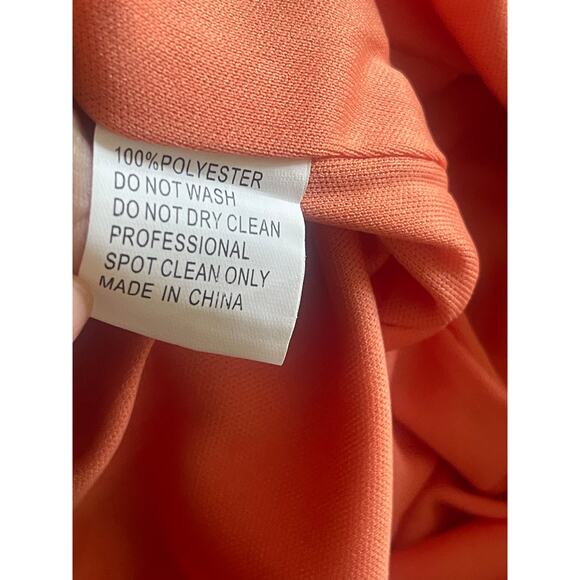 100%POLYESTER
DO NOT WASH
DO NOT DRY CLEAN
PROFESSIONAL
SPOT CLEAN ONLY
MADE IN CHINA